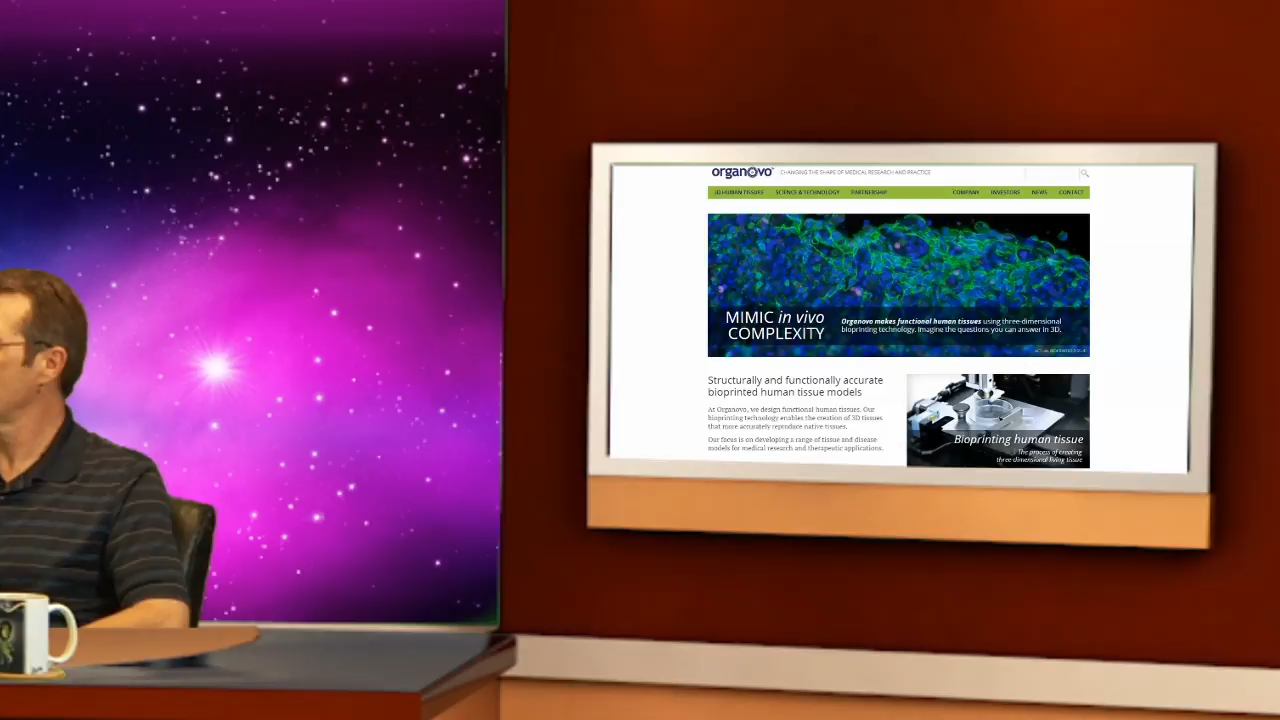 organovo CHANGING THE SHAPE OF MEDICAL RESEARCH AND PRACTICE
3D HUMAN TISSUES SCIENCE & TECHNOLOGY PARTNERSHIP COMPANY INVESTORS NEWS CONTACT
MIMIC in vivo
COMPLEXITY
Organovo makes functional human tissues using three-dimensional
bioprinting technology. Imagine the questions you can answer in 3D.
Structurally and functionally accurate
bioprinted human tissue models
At Organovo, we design functional human tissues. Our
bioprinting technology enables the creation of 3D tissues
that more accurately reproduce native tissues.
Our focus is on developing a range of tissue and disease
models for medical research and therapeutic applications.
Bioprinting human tissue
The process of creating
three-dimensional living tissue